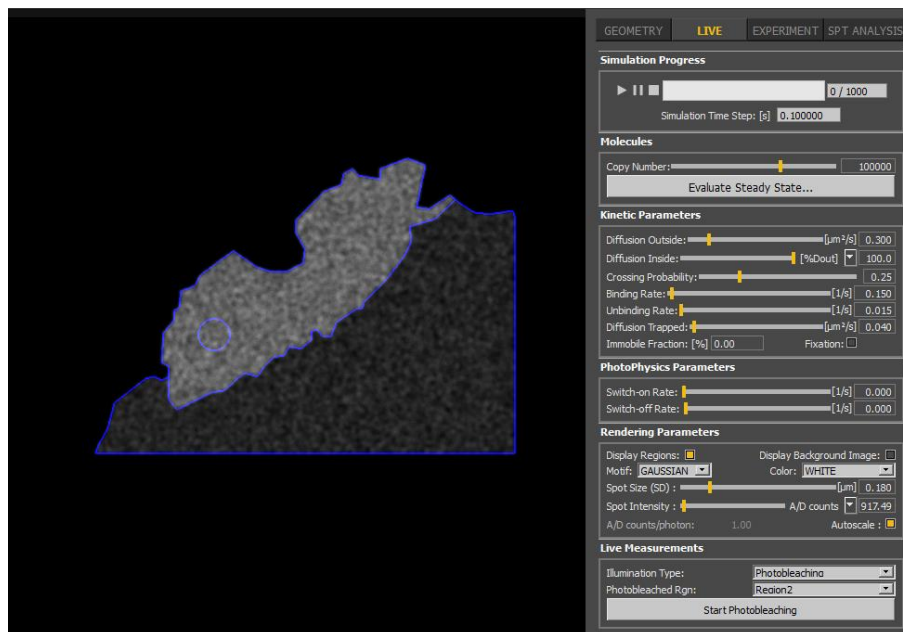 GEOMETRY LIVE EXPERIMENT SPT ANALYSIS
Simulation Progress
0 / 1000
Simulation Time Step: [s] 0.100000
Molecules
Copy Number: 100000
Evaluate Steady State...
Kinetic Parameters
Diffusion Outside: [µm²/s] 0.300
Diffusion Inside: [%Dout] 100.0
Crossing Probability: 0.25
Binding Rate: [1/s] 0.150
Unbinding Rate: [1/s] 0.015
Diffusion Trapped: [µm²/s] 0.040
Immobile Fraction: [%] 0.00 Fixation:
PhotoPhysics Parameters
Switch-on Rate: [1/s] 0.000
Switch-off Rate: [1/s] 0.000
Rendering Parameters
Display Regions: Display Background Image:
Motif: GAUSSIAN Color: WHITE
Spot Size (SD) : [µm] 0.180
Spot Intensity : A/D counts 917.49
A/D counts/photon: 1.00 Autoscale :
Live Measurements
Illumination Type: Photobleaching
Photobleached Rgn: Region2
Start Photobleaching